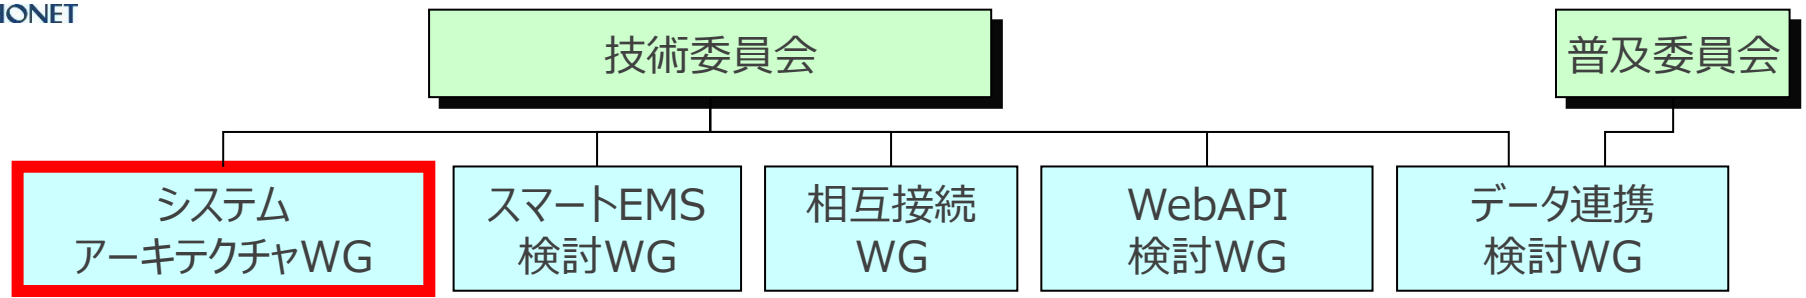 IONET
技術委員会
普及委員会
システム
アーキテクチャWG
スマートEMS
検討WG
相互接続
WG
WebAPI
検討WG
データ連携
検討WG